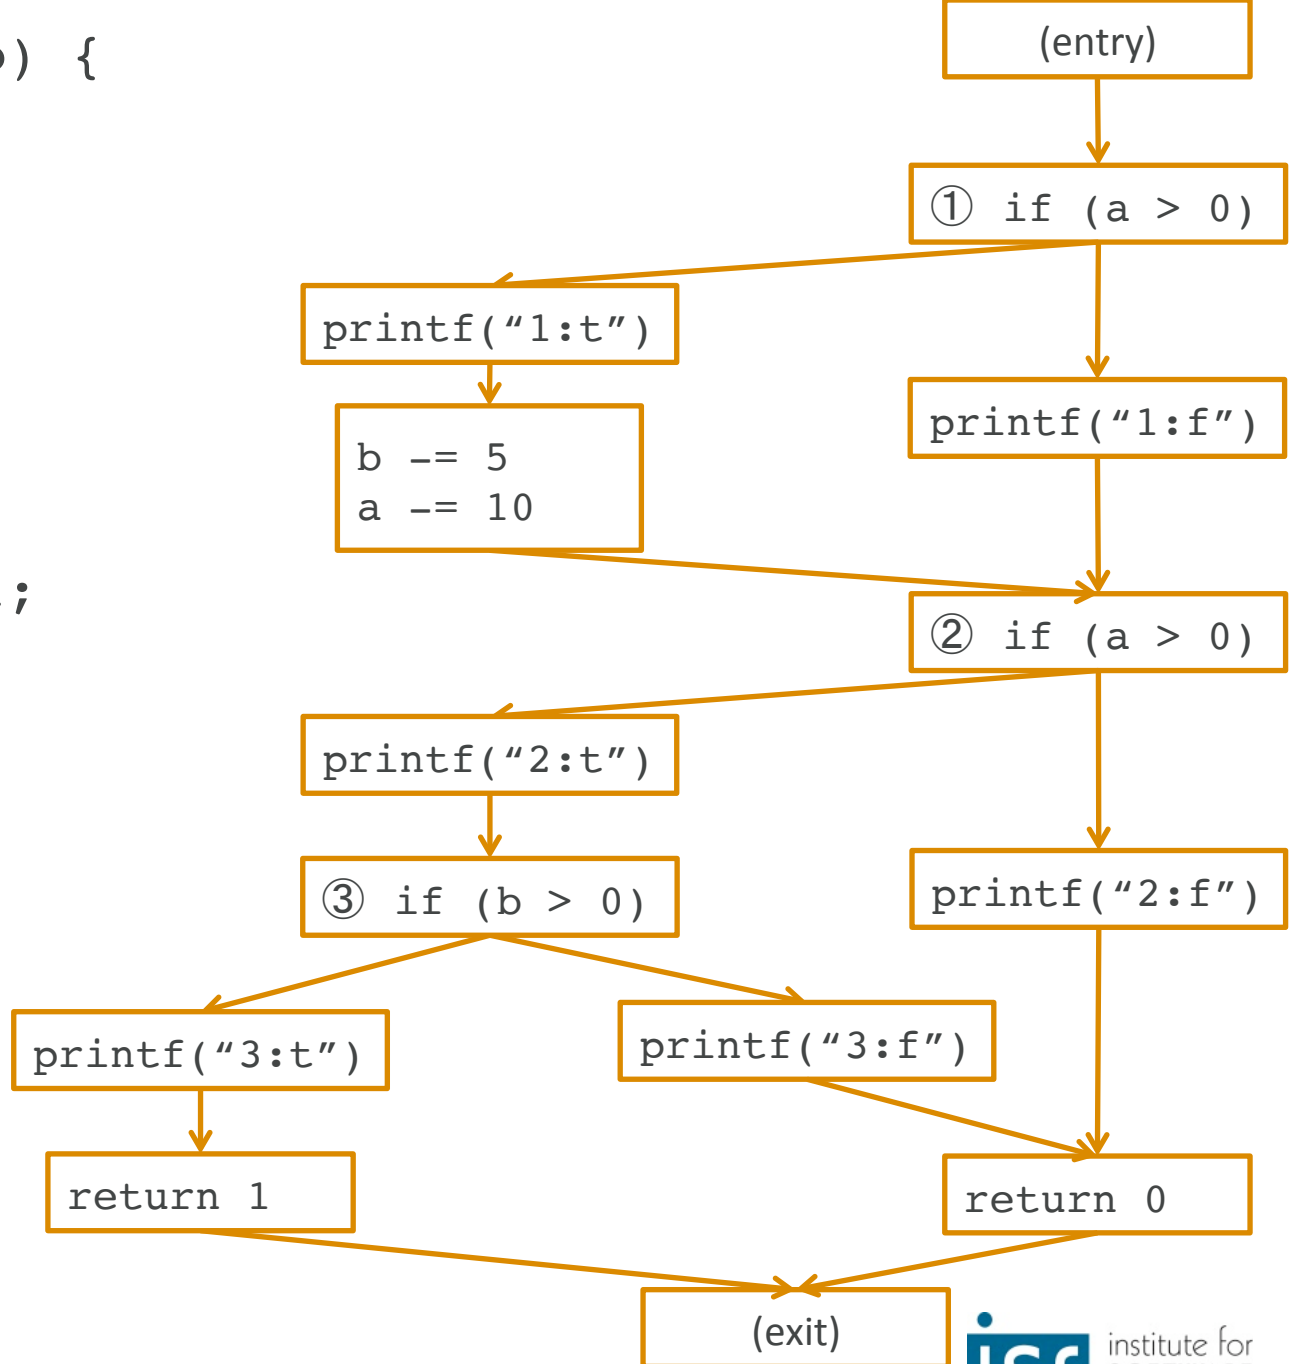 ) {
(entry)
① if (a > 0)
printf(“1:t”)
printf(“1:f”)
b -= 5
a -= 10
;
② if (a > 0)
printf(“2:t”)
printf(“2:f”)
③ if (b > 0)
printf(“3:t”)
printf(“3:f”)
return 1
return 0
(exit)
isr
institute for